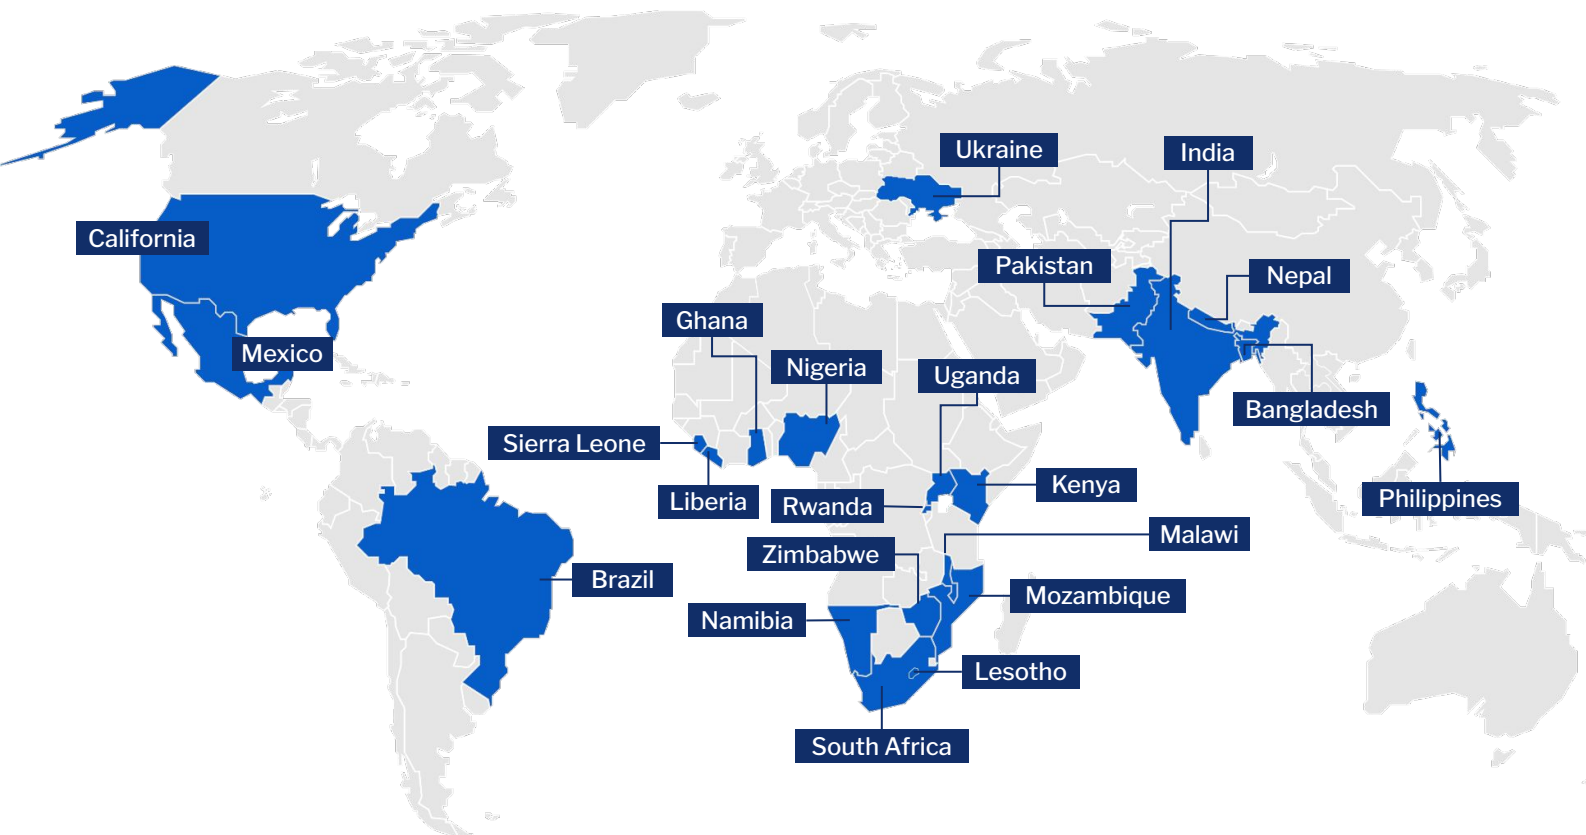 Ukraine
India
California
Pakistan
Nepal
Ghana
Mexico
Nigeria
Uganda
Bangladesh
Sierra Leone
Kenya
Liberia
Rwanda
Philippines
Malawi
Zimbabwe
Brazil
Mozambique
Namibia
Lesotho
South Africa